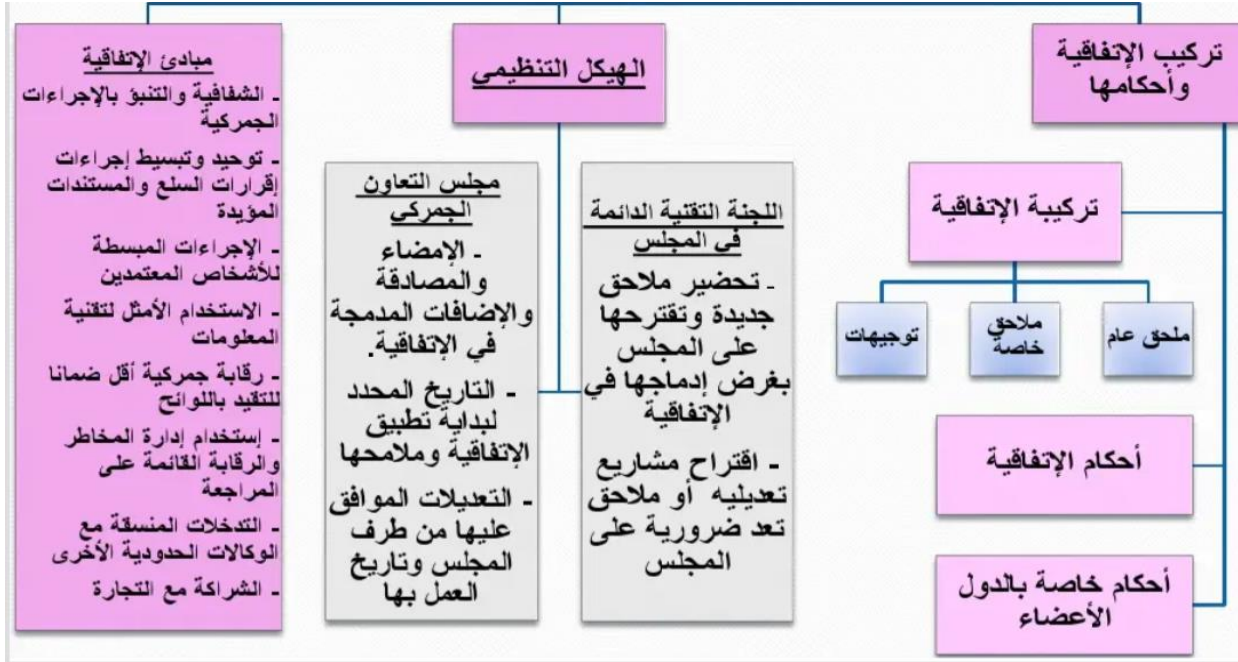 تركيب الإتفاقية
وأحكامها
تركيبة الإتفاقية
ملحق عام
ملاحق
خاصة
توجيهات
أحكام الإتفاقية
أحكام خاصة بالدول
الأعضاء
الهيكل التنظيمي
اللجنة التقنية الدائمة
في المجلس
- تحضير ملاحق
جديدة وتقترحها
على المجلس
بغرض إدماجها في
الإتفاقية
- اقتراح مشاريع
تعديليه أو ملاحق
تعد ضرورية على
المجلس
مجلس التعاون
الجمركي
- الإمضاء
والمصادقة
والإضافات المدمجة
في الإتفاقية.
- التاريخ المحدد
لبداية تطبيق
الإتفاقية وملامحها
- التعديلات الموافق
عليها من طرف
المجلس وتاريخ
العمل بها
مبادئ الإتفاقية
- الشفافية والتنبؤ بالإجراءات
الجمركية
- توحيد وتبسيط إجراءات
إقرارات السلع والمستندات
المؤيدة
- الإجراءات المبسطة
للأشخاص المعتمدين
- الاستخدام الأمثل لتقنية
المعلومات
- رقابة جمركية أقل ضمانا
للتقيد باللوائح
- إستخدام إدارة المخاطر
والرقابة القائمة على
المراجعة
- التدخلات المنسقة مع
الوكالات الحدودية الأخرى
- الشراكة مع التجارة